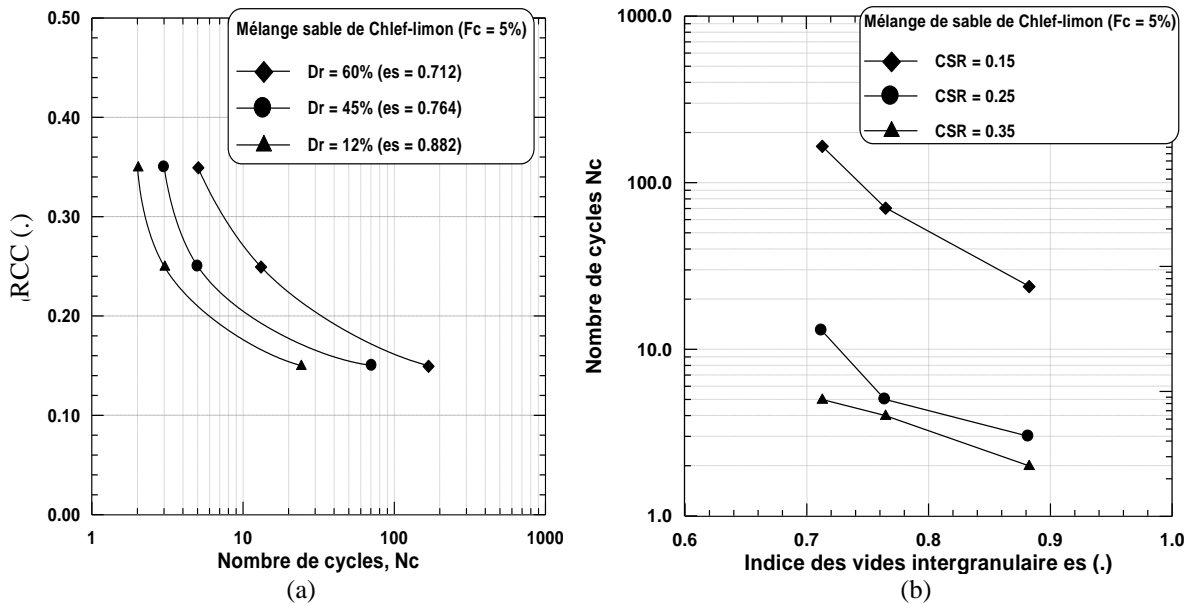 Mélange sable de Chlef-limon (Fc = 5%)
Dr = 60% (es = 0.712)
Dr = 45% (es = 0.764)
Dr = 12% (es = 0.882)
0.50
0.40
0.30
0.20
0.10
0.00
RCC (.)
1
10
100
1000
Nombre de cycles, Nc
(a)
Mélange de sable de Chlef-limon (Fc = 5%)
CSR = 0.15
CSR = 0.25
CSR = 0.35
1000.0
100.0
10.0
1.0
Nombre de cycles Nc
0.6
0.7
0.8
0.9
1.0
Indice des vides intergranulaire es (.)
(b)